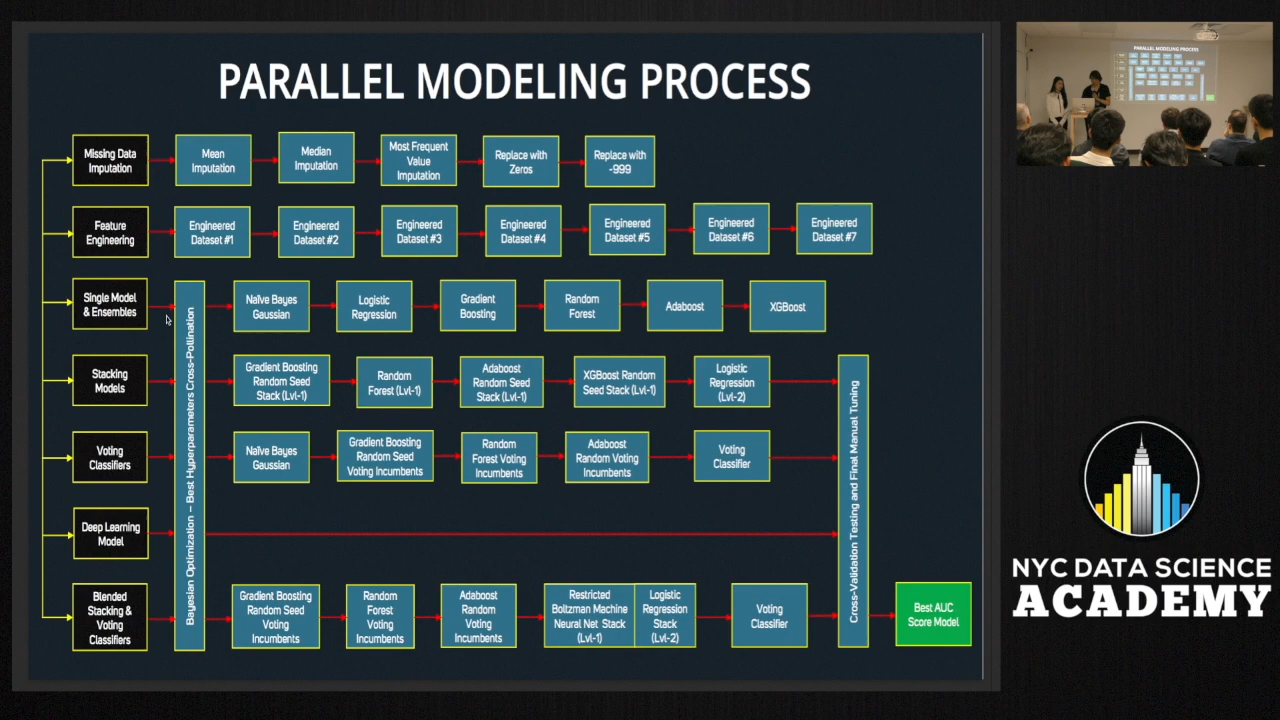 PARALLEL MODELING PROCESS
Missing Data
Imputation
Mean
Imputation
Median
Imputation
Most Frequent
Value
Imputation
Replace with
Zeros
Replace with
-999
Feature
Engineering
Engineered
Dataset #1
Engineered
Dataset #2
Engineered
Dataset #3
Engineered
Dataset #4
Engineered
Dataset #5
Engineered
Dataset #6
Engineered
Dataset #7
Single Model
& Ensembles
Bayesian Optimization – Best Hyperparameters Cross-Pollination
Naïve Bayes
Gaussian
Logistic
Regression
Gradient
Boosting
Random
Forest
Adaboost
XGBoost
Stacking
Models
Gradient Boosting
Random Seed
Stack (Lvl-1)
Random
Forest (Lvl-1)
Adaboost
Random Seed
Stack (Lvl-1)
XGBoost Random
Seed Stack (Lvl-1)
Logistic
Regression
(Lvl-2)
Cross-Validation Testing and Final Manual Tuning
Voting
Classifiers
Naïve Bayes
Gaussian
Gradient Boosting
Random Seed
Voting Incumbents
Random
Forest Voting
Incumbents
Adaboost
Random Voting
Incumbents
Voting
Classifier
Deep Learning
Model
Blended
Stacking &
Voting
Classifiers
Gradient Boosting
Random Seed
Voting
Incumbents
Random
Forest
Voting
Incumbents
Adaboost
Random
Voting
Incumbents
Restricted
Boltzman Machine
Neural Net Stack
(Lvl-1)
Logistic
Regression
Stack
(Lvl-2)
Voting
Classifier
Best AUC
Score Model
PARALLEL MODELING PROCESS
NYC DATA SCIENCE
ACADEMY